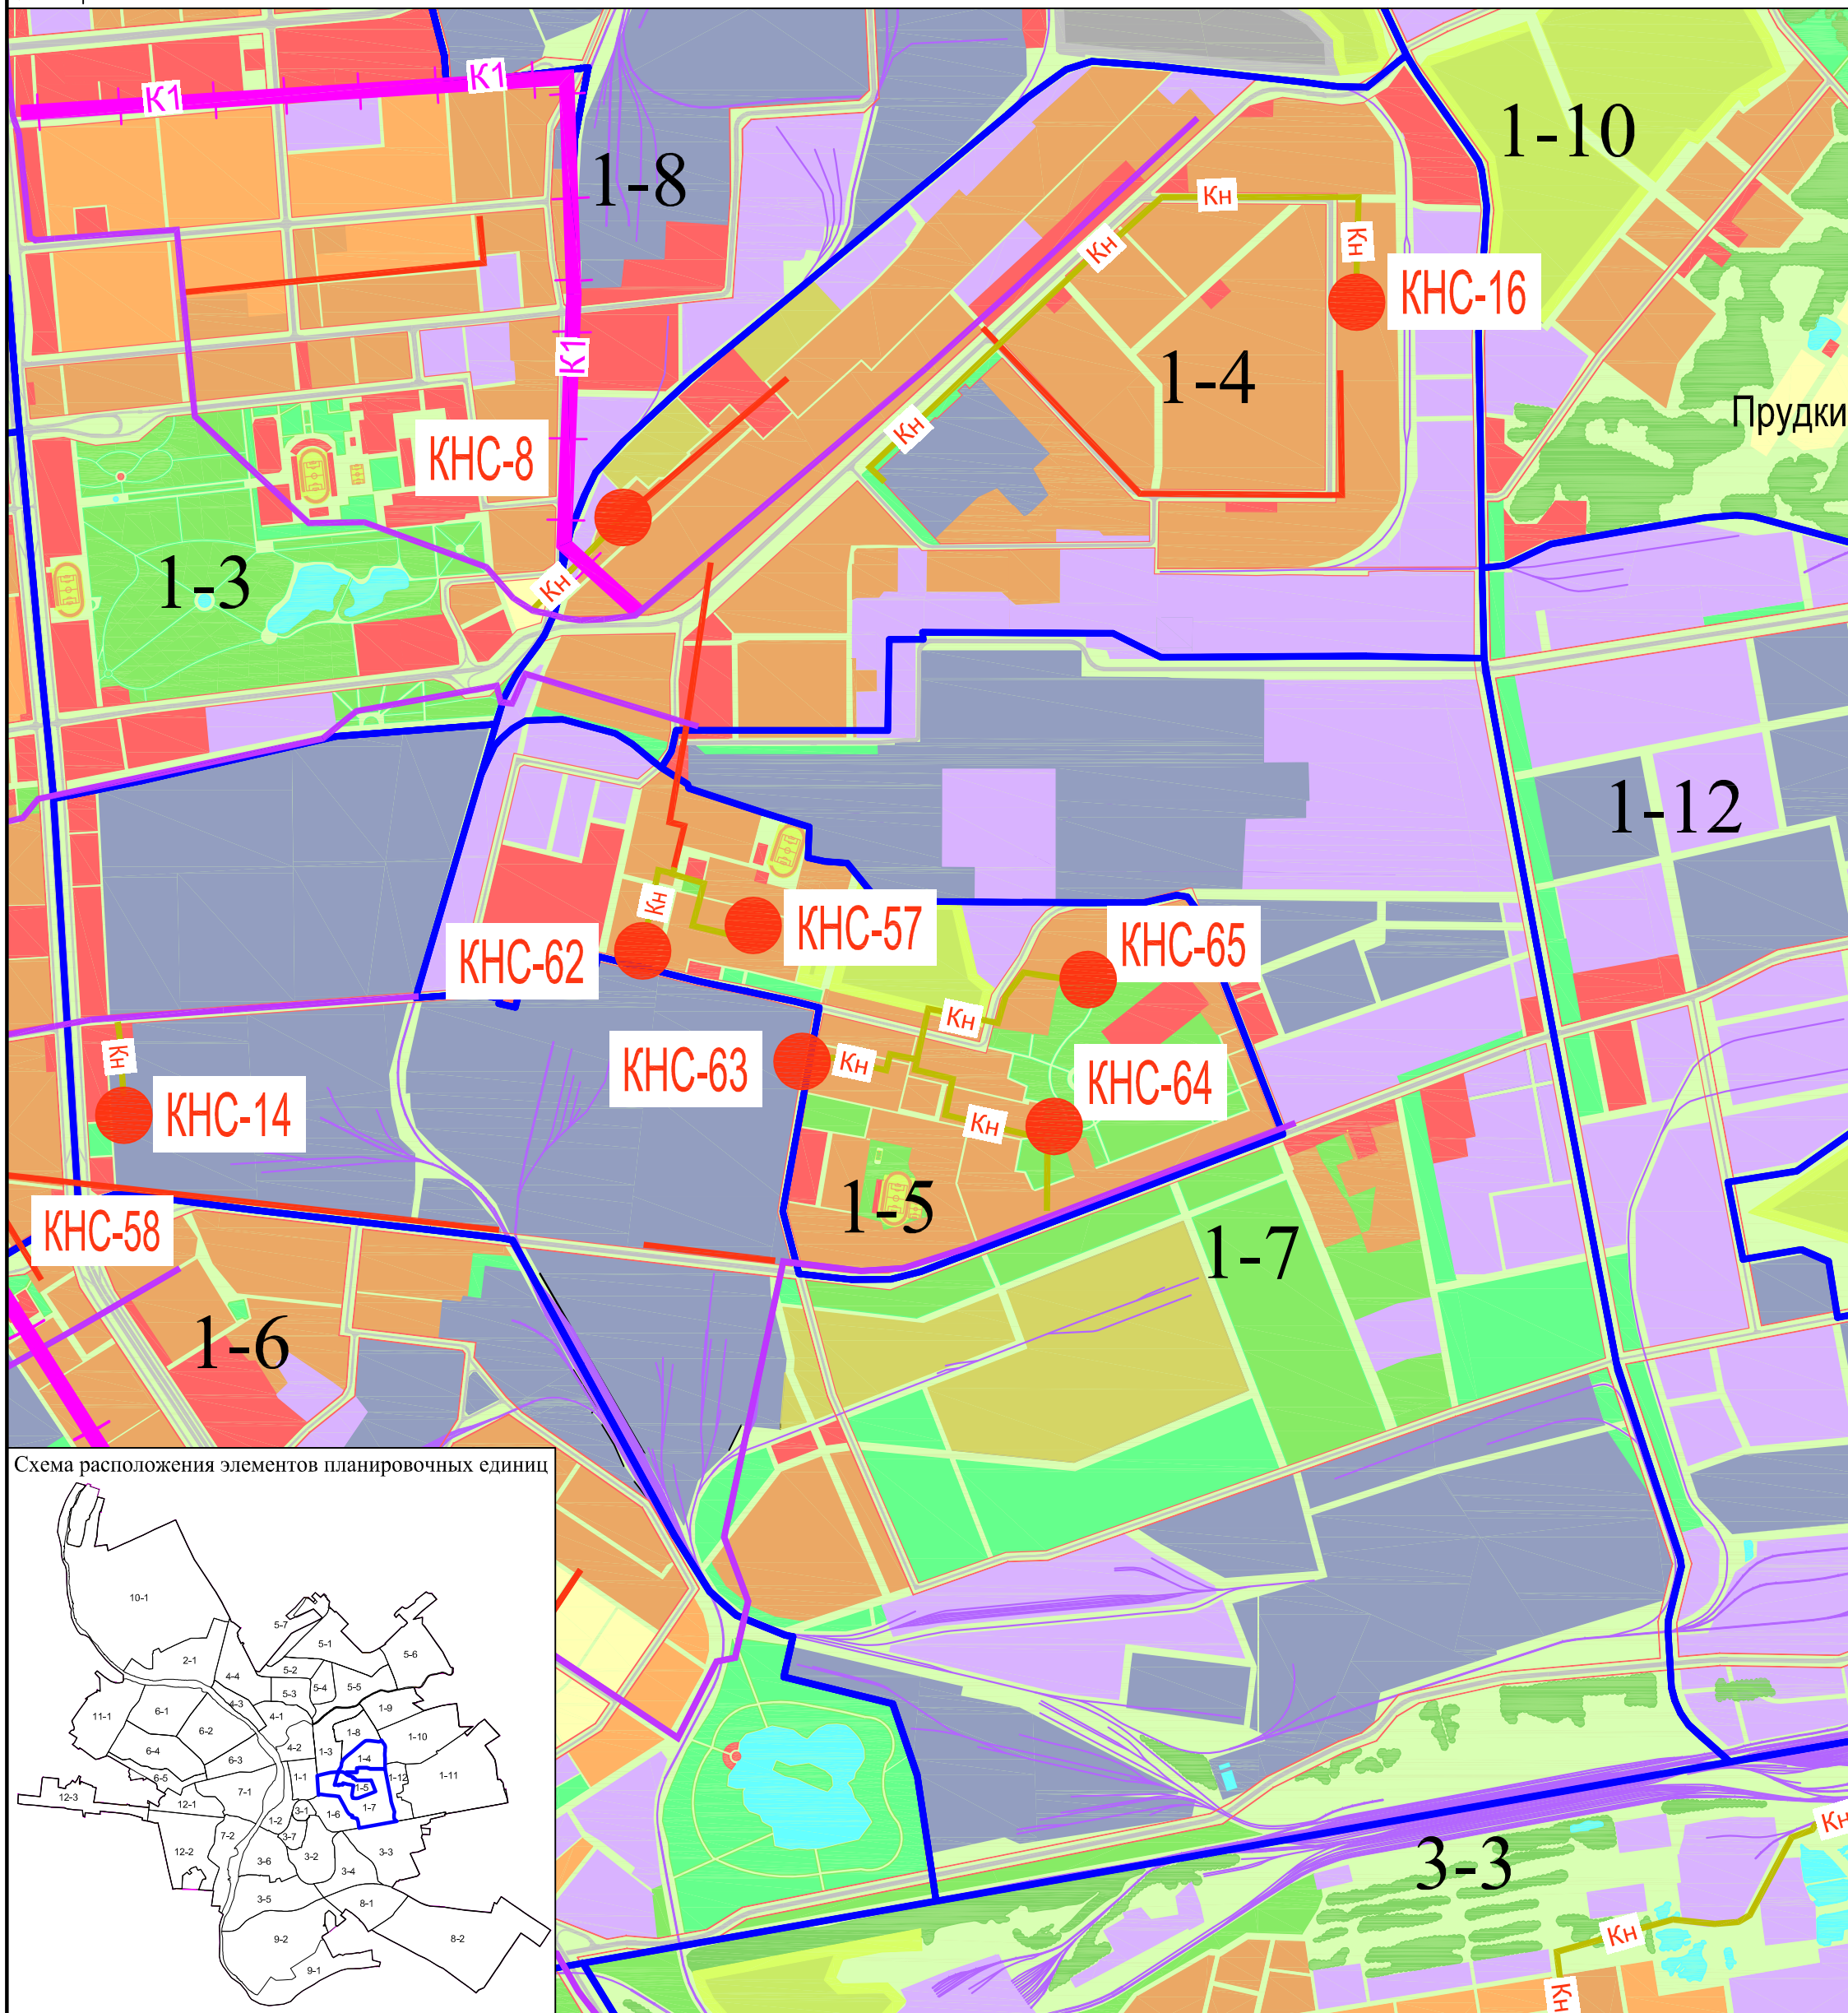 К1
К1
1-8
1-10
Кн
Кн
Кн
КНС-16
К1
1-4
Прудки
Кн
КНС-8
1-3
Кн
1-12
Кн
КНС-57
КНС-62
КНС-65
Кн
КНС-63
Кн
Кн
КНС-64
Кн
КНС-14
1-5
КНС-58
1-7
1-6
Схема расположения элементов планировочных единиц
10-1
5-7
5-1
5-6
2-1
4-4
5-2
5-3
5-4
5-5
4-3
11-1
6-1
6-2
4-1
1-9
1-8
1-10
6-4
6-3
4-2
1-3
1-4
6-5
1-1
1-12
1-11
12-3
7-1
1-5
12-1
1-7
3-1
1-6
1-2
7-2
3-7
12-2
3-6
3-2
3-4
3-3
3-5
8-1
9-2
8-2
9-1
Кн
3-3
Кн
Кн